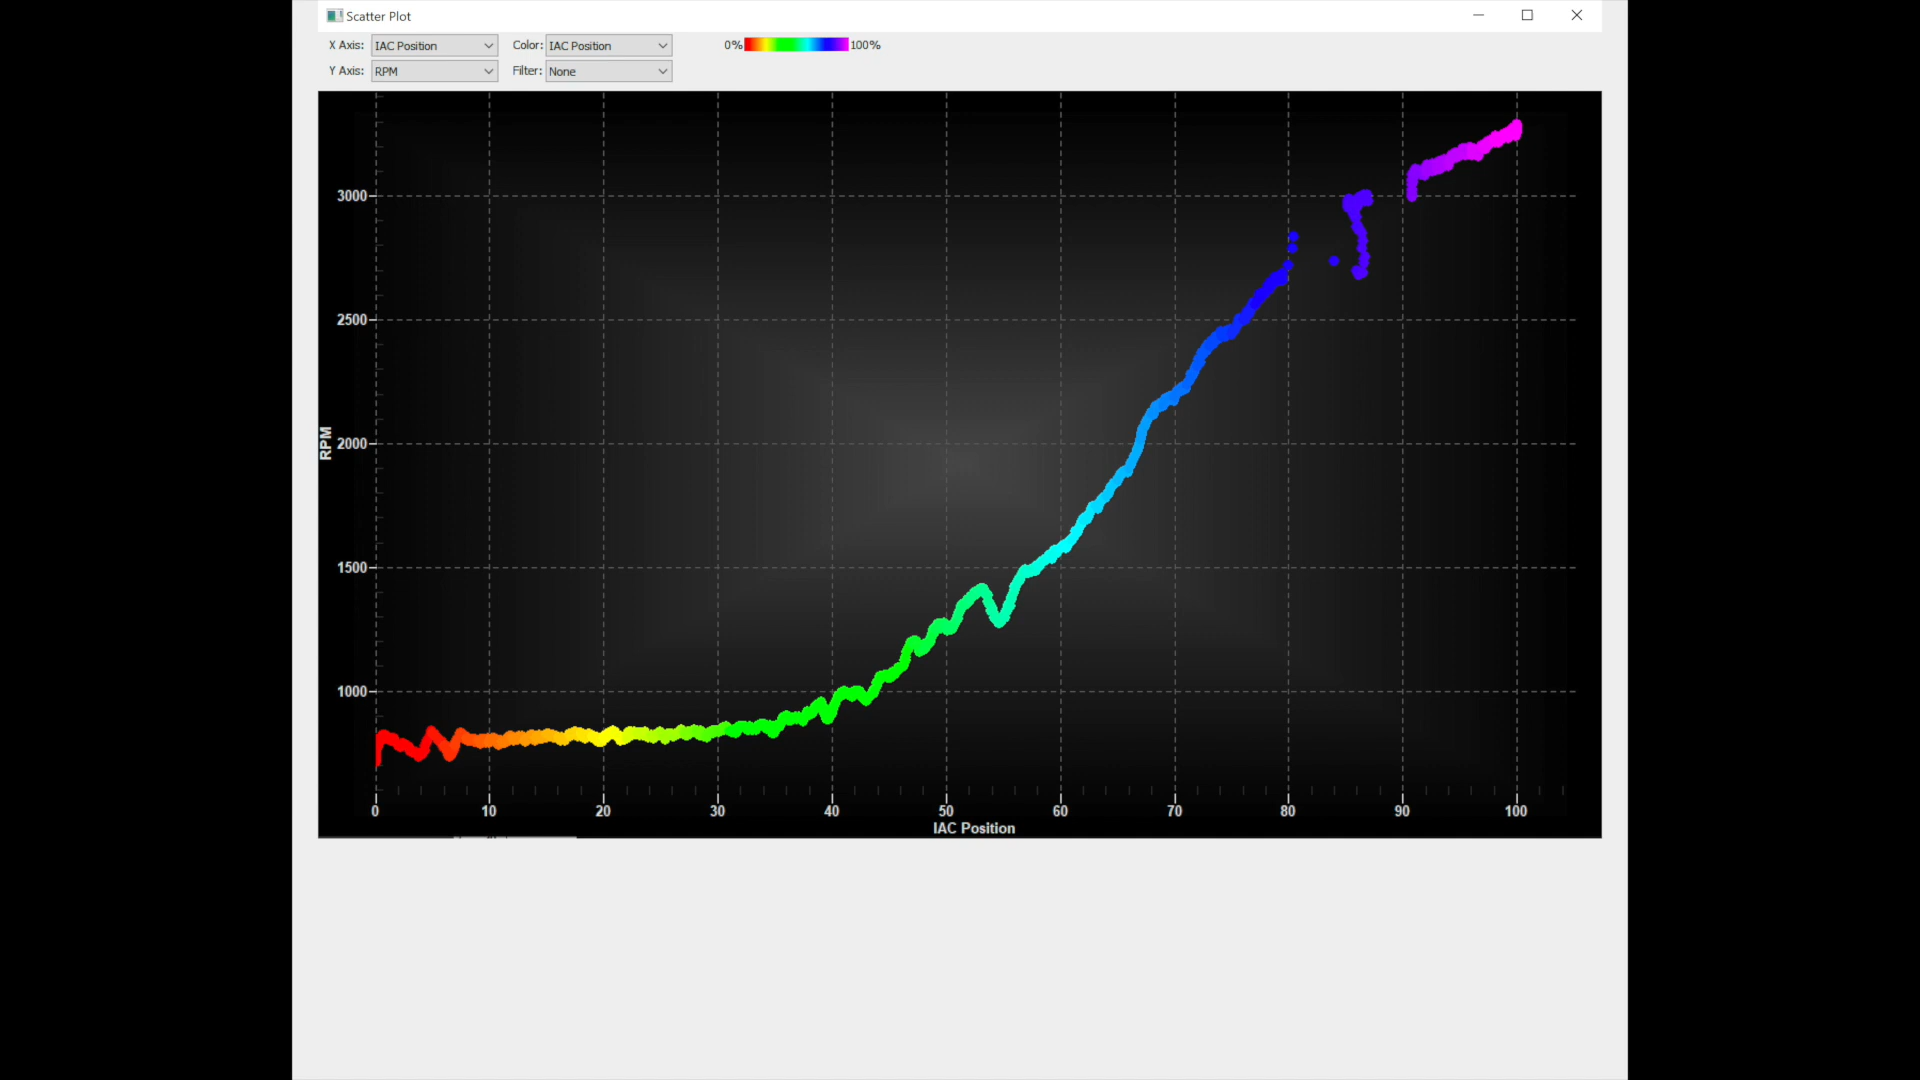 Scatter Plot
X Axis: IAC Position Color: IAC Position 0% 100%
Y Axis: RPM Filter: None
3000
2500
2000
1500
1000
RPM
0 10 20 30 40 50 60 70 80 90 100
IAC Position